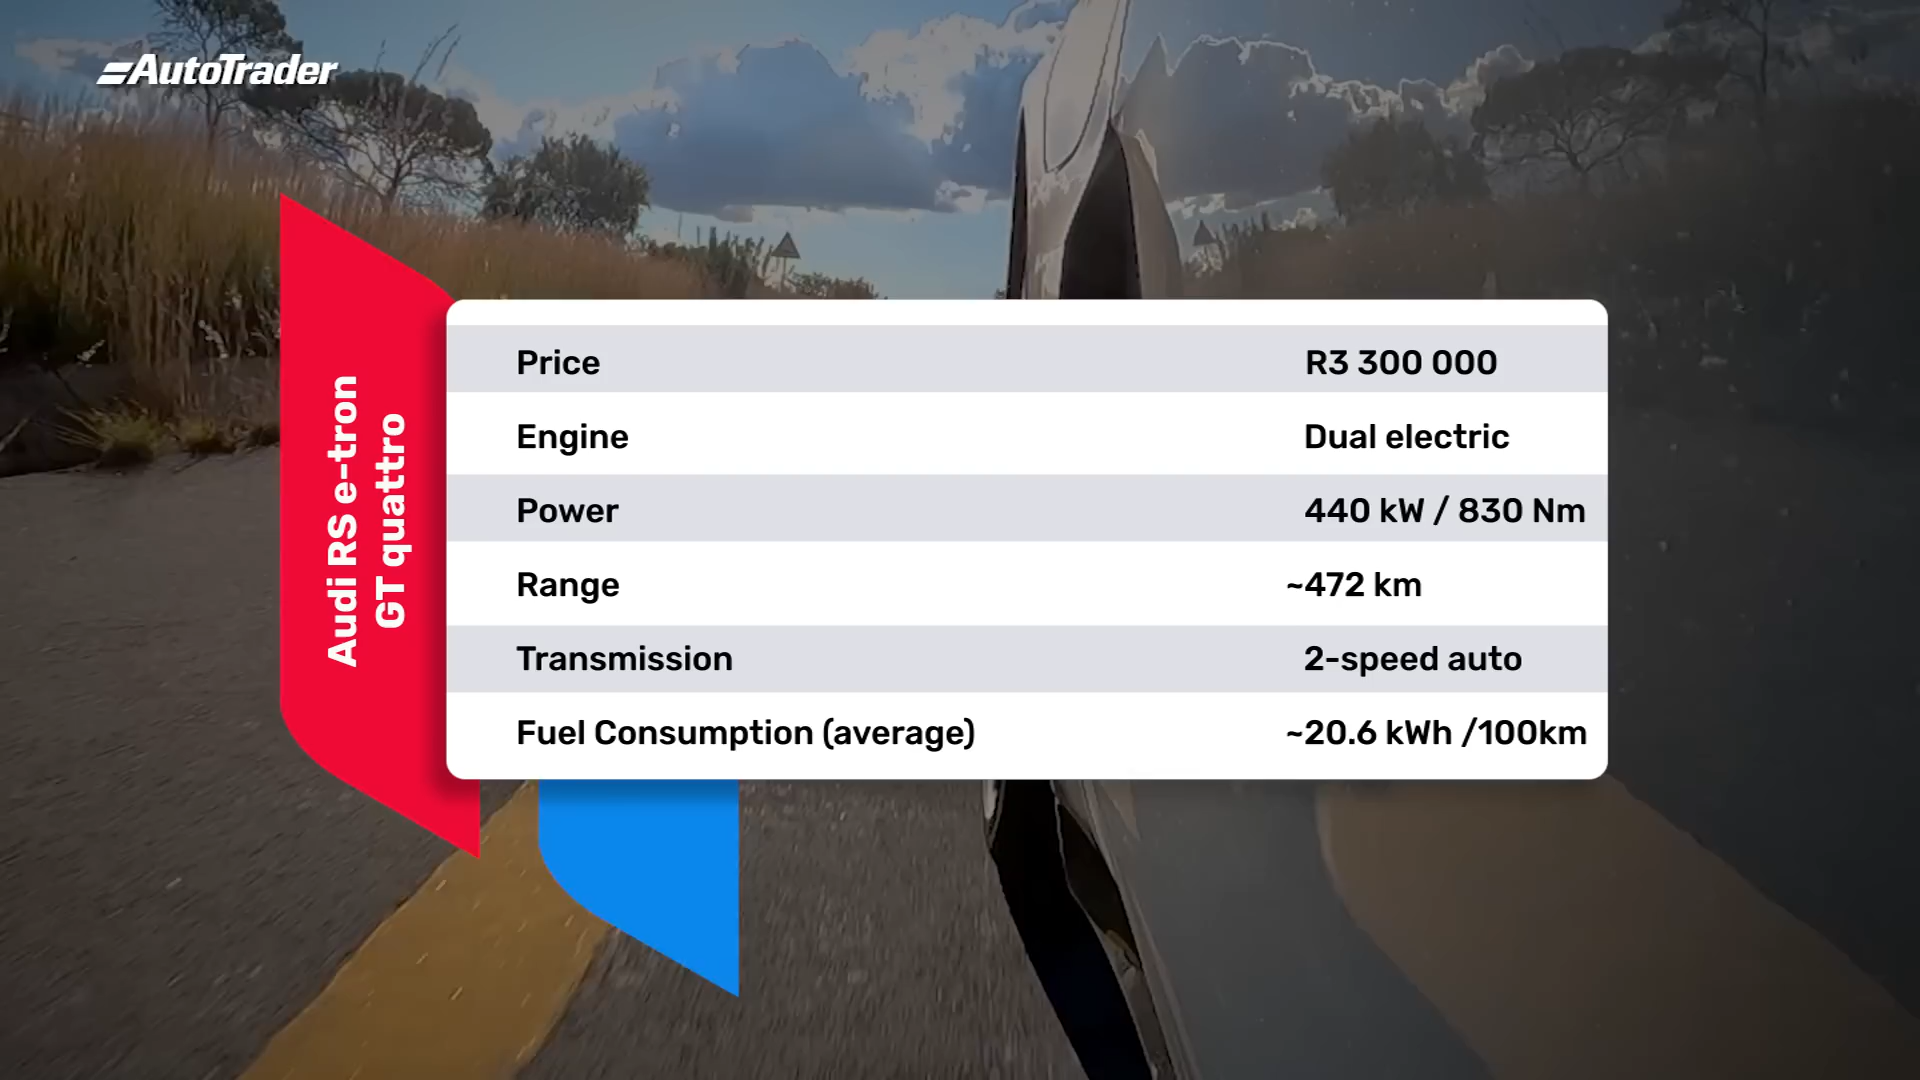 AutoTrader
Audi RS e-tron
GT quattro
Price R3 300 000
Engine Dual electric
Power 440 kW / 830 Nm
Range ~472 km
Transmission 2-speed auto
Fuel Consumption (average) ~20.6 kWh /100km